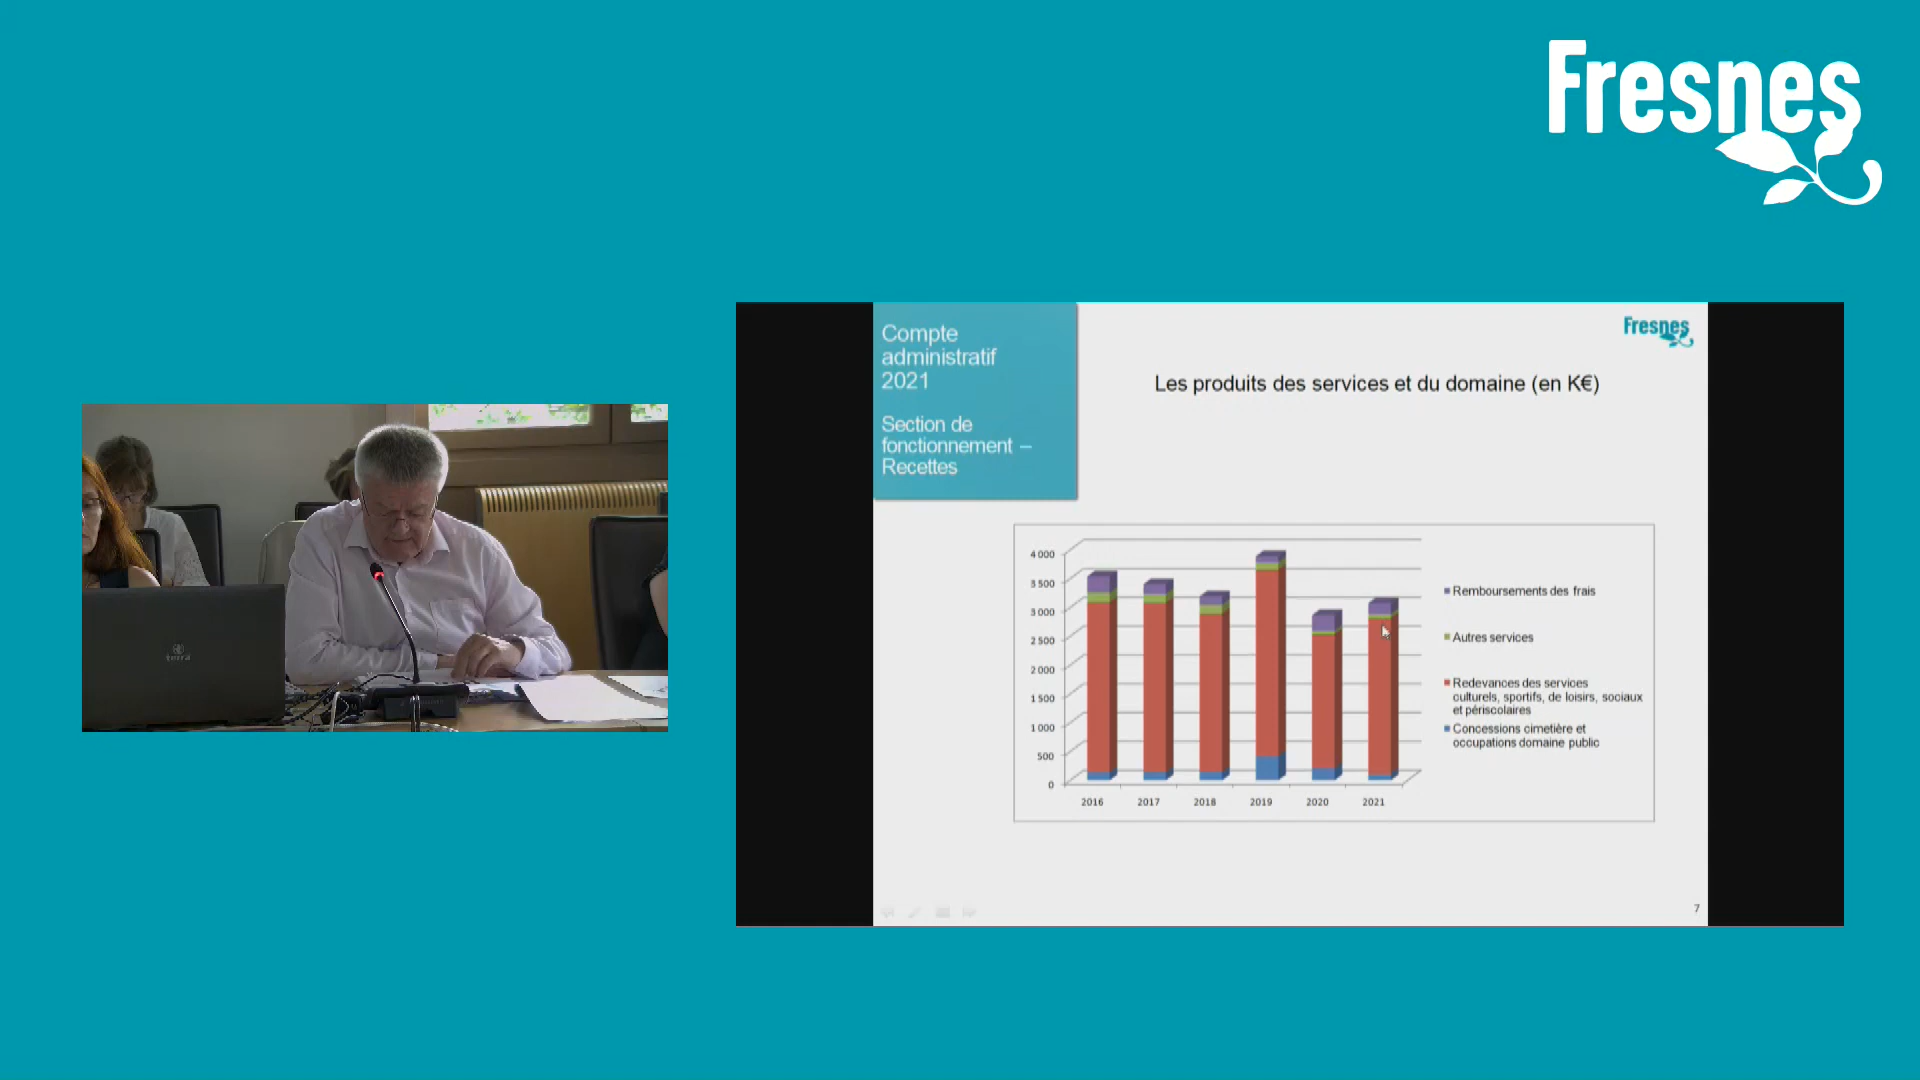 Fresnes
terra
Compte
administratif
2021
Section de
fonctionnement –
Recettes
Fresnes
Les produits des services et du domaine (en K€)
4 000
3 500
3 000
2 500
2 000
1 500
1 000
500
0
2016 2017 2018 2019 2020 2021
Remboursements des frais
Autres services
Redevances des services
culturels, sportifs, de loisirs, sociaux
et périscolaires
Concessions cimetière et
occupations domaine public
7